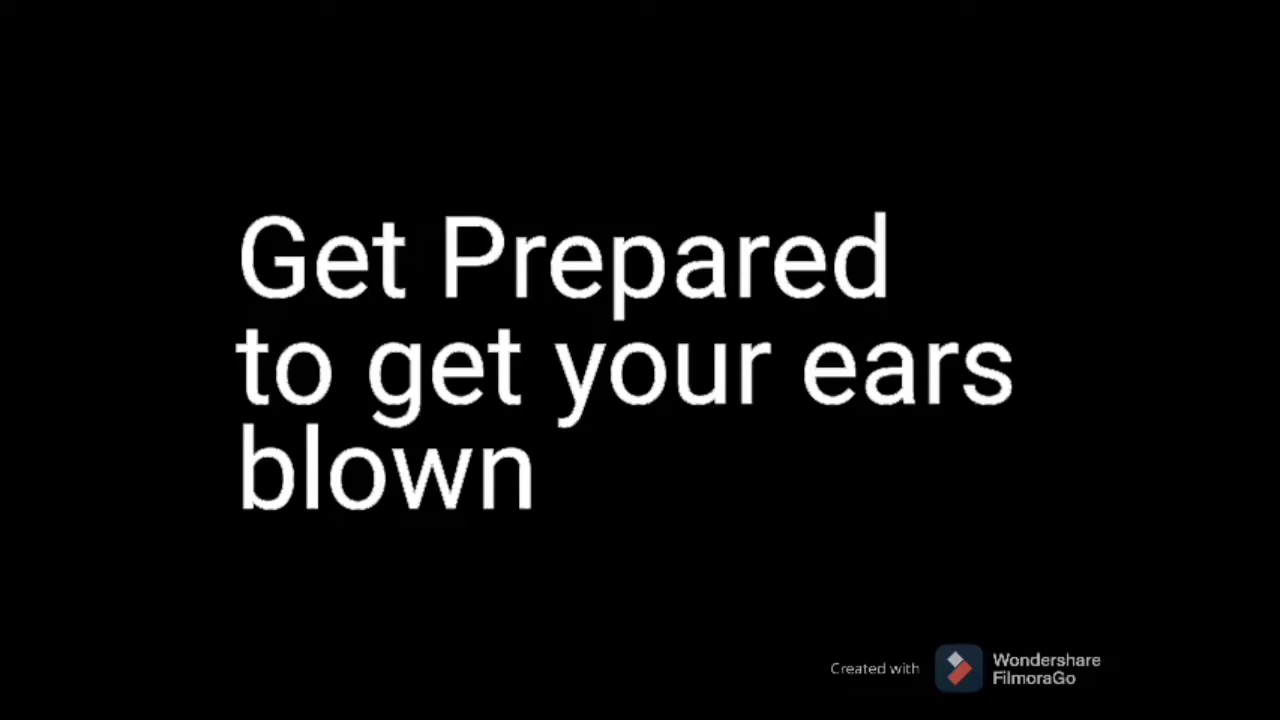 Get Prepared
to get your ears
blown
Created with
Wondershare
FilmoraGo